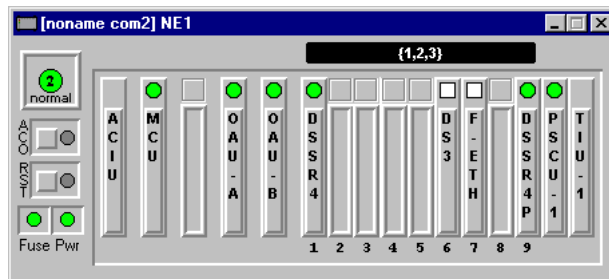 [noname com2] NE1
{1,2,3}
2
normal
ACO
RST
Fuse Pwr
ACIU
MCU
OAU-A
OAU-B
DSSR4
DS3
F-ETH
DSSR4P
PSCU-1
TIU-1
1 2 3 4 5 6 7 8 9